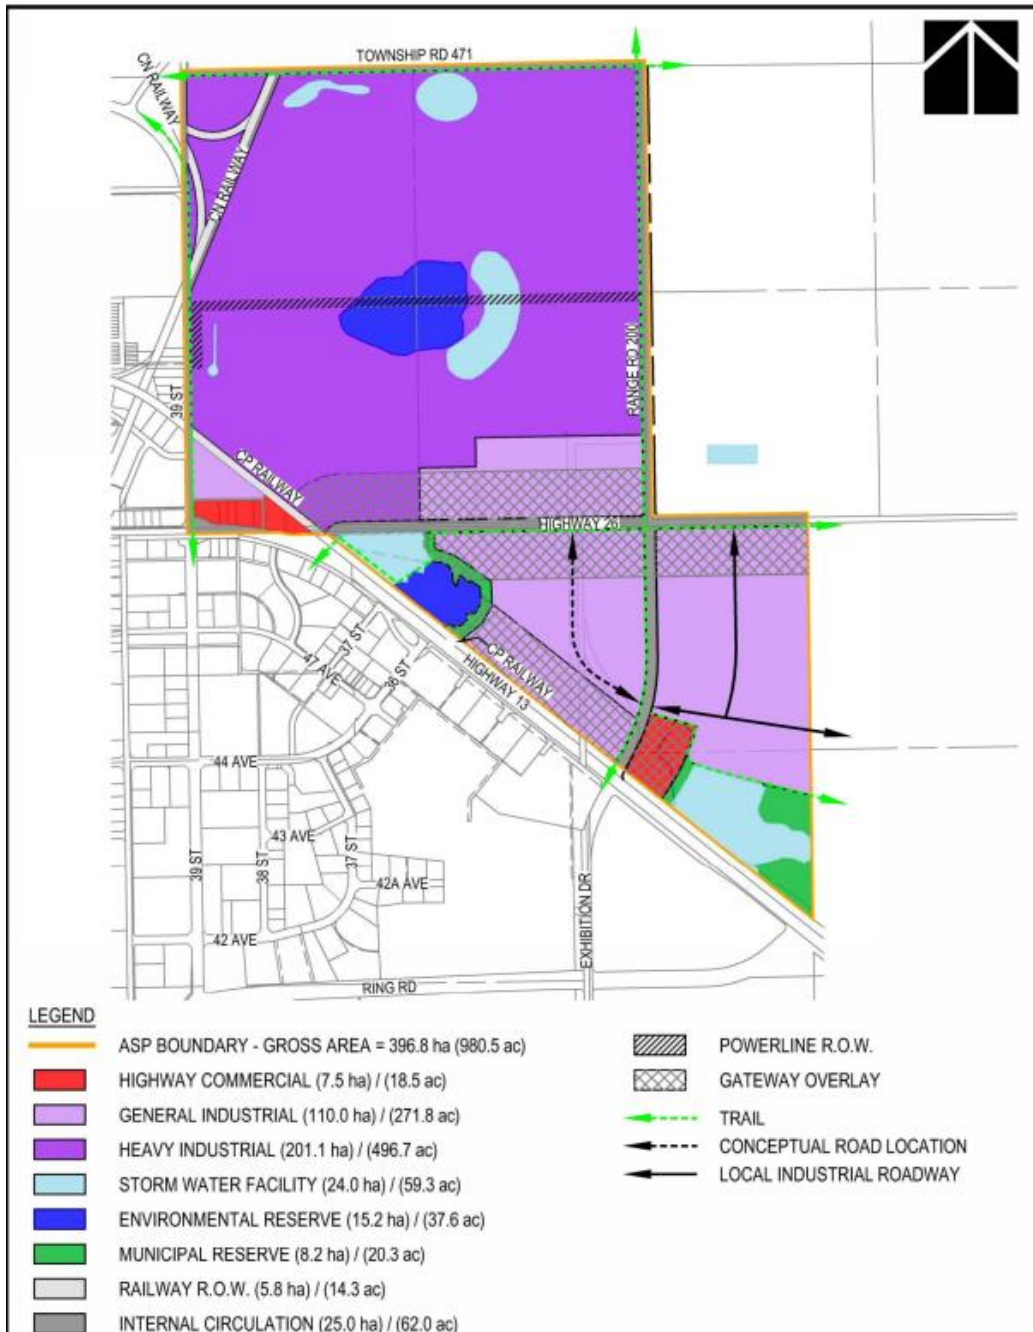 TOWNSHIP RD 471
CN RAILWAY
CN RAILWAY
RANGE RD 200
39 ST
CP RAILWAY
HIGHWAY 26
37 ST
47 AVE
36 ST
CP RAILWAY
HIGHWAY 13
44 AVE
43 AVE
39 ST
38 ST
37 ST
42A AVE
42 AVE
EXHIBITION DR
RING RD
LEGEND
ASP BOUNDARY - GROSS AREA = 396.8 ha (980.5 ac)
HIGHWAY COMMERCIAL (7.5 ha) / (18.5 ac)
GENERAL INDUSTRIAL (110.0 ha) / (271.8 ac)
HEAVY INDUSTRIAL (201.1 ha) / (496.7 ac)
STORM WATER FACILITY (24.0 ha) / (59.3 ac)
ENVIRONMENTAL RESERVE (15.2 ha) / (37.6 ac)
MUNICIPAL RESERVE (8.2 ha) / (20.3 ac)
RAILWAY R.O.W. (5.8 ha) / (14.3 ac)
INTERNAL CIRCULATION (25.0 ha) / (62.0 ac)
POWERLINE R.O.W.
GATEWAY OVERLAY
TRAIL
CONCEPTUAL ROAD LOCATION
LOCAL INDUSTRIAL ROADWAY